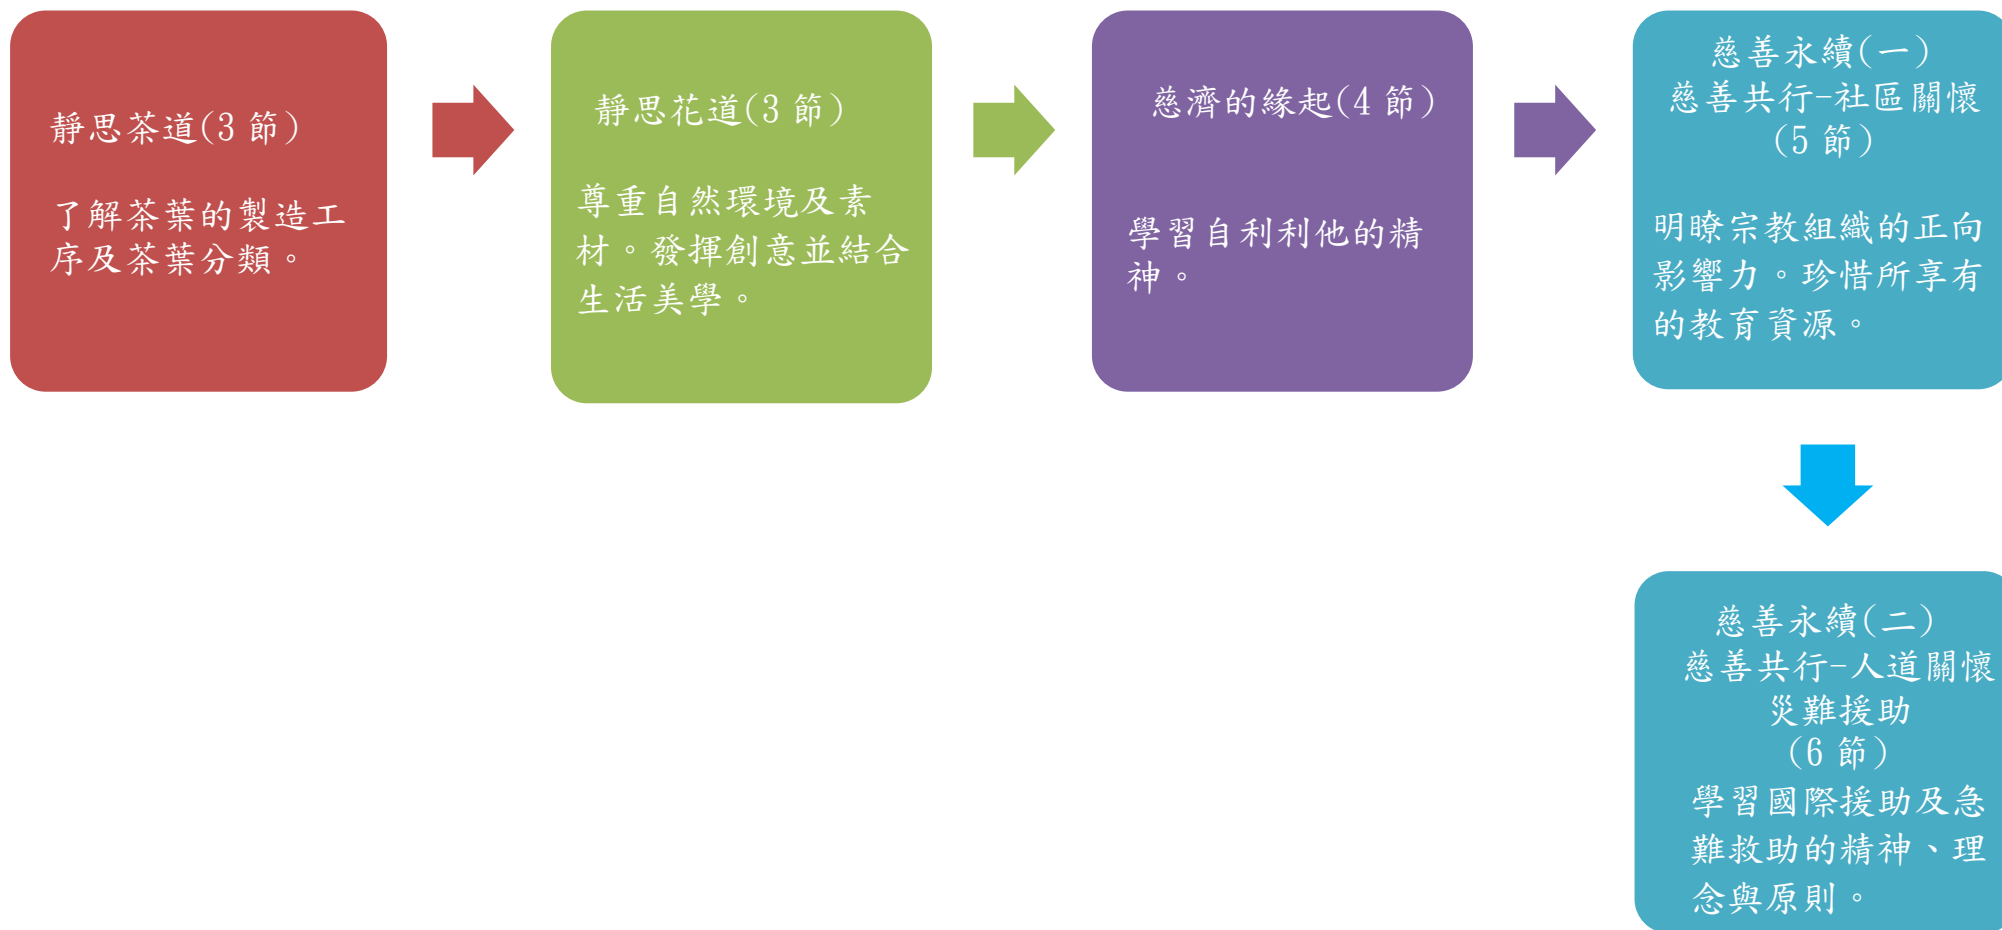 靜思茶道(3 節)
了解茶葉的製造工
序及茶葉分類。
靜思花道(3 節)
尊重自然環境及素
材。發揮創意並結合
生活美學。
慈濟的緣起(4 節)
學習自利利他的精
神。
慈善永續(一)
慈善共行-社區關懷
(5 節)
明瞭宗教組織的正向
影響力。珍惜所享有
的教育資源。
慈善永續(二)
慈善共行-人道關懷
災難援助
(6 節)
學習國際援助及急
難救助的精神、理
念與原則。